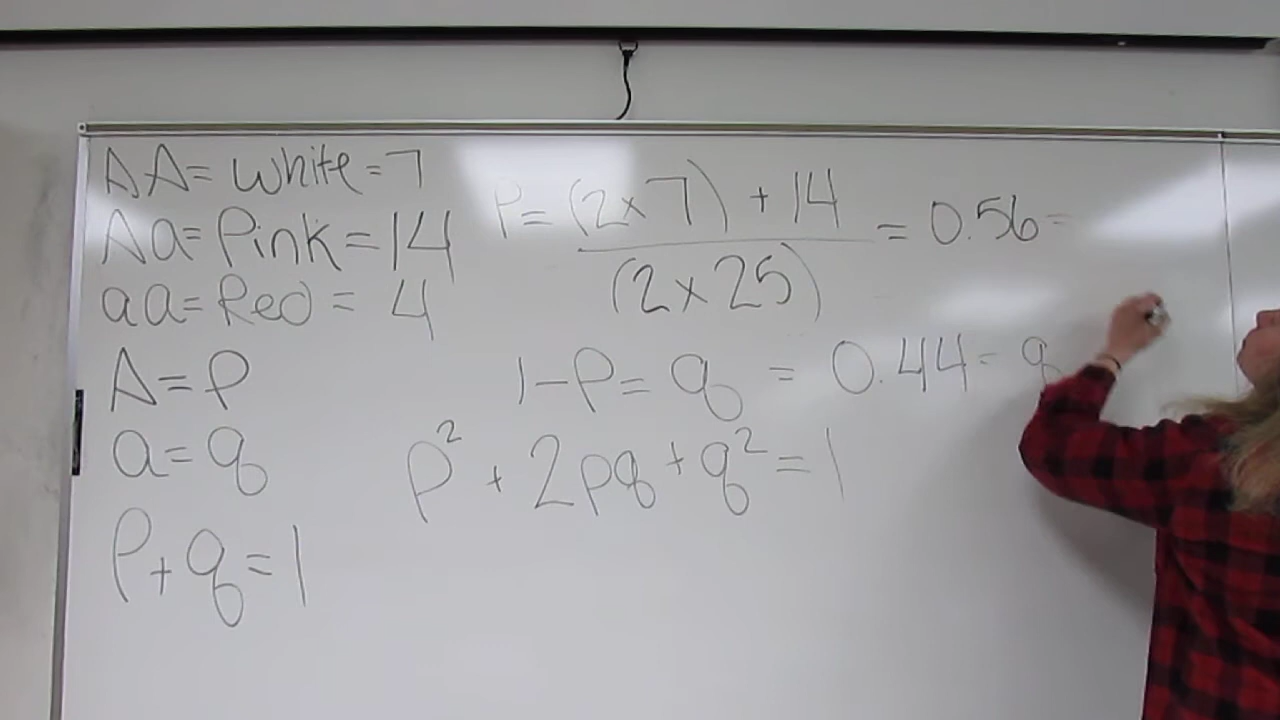 AA = white = 7
Aa = Pink = 14
aa = Red = 4
A = P
a = q
P + q = 1
P = (2 x 7) + 14 / (2 x 25) = 0.56 =
1 - P = q = 0.44 = q
p² + 2pq + q² = 1